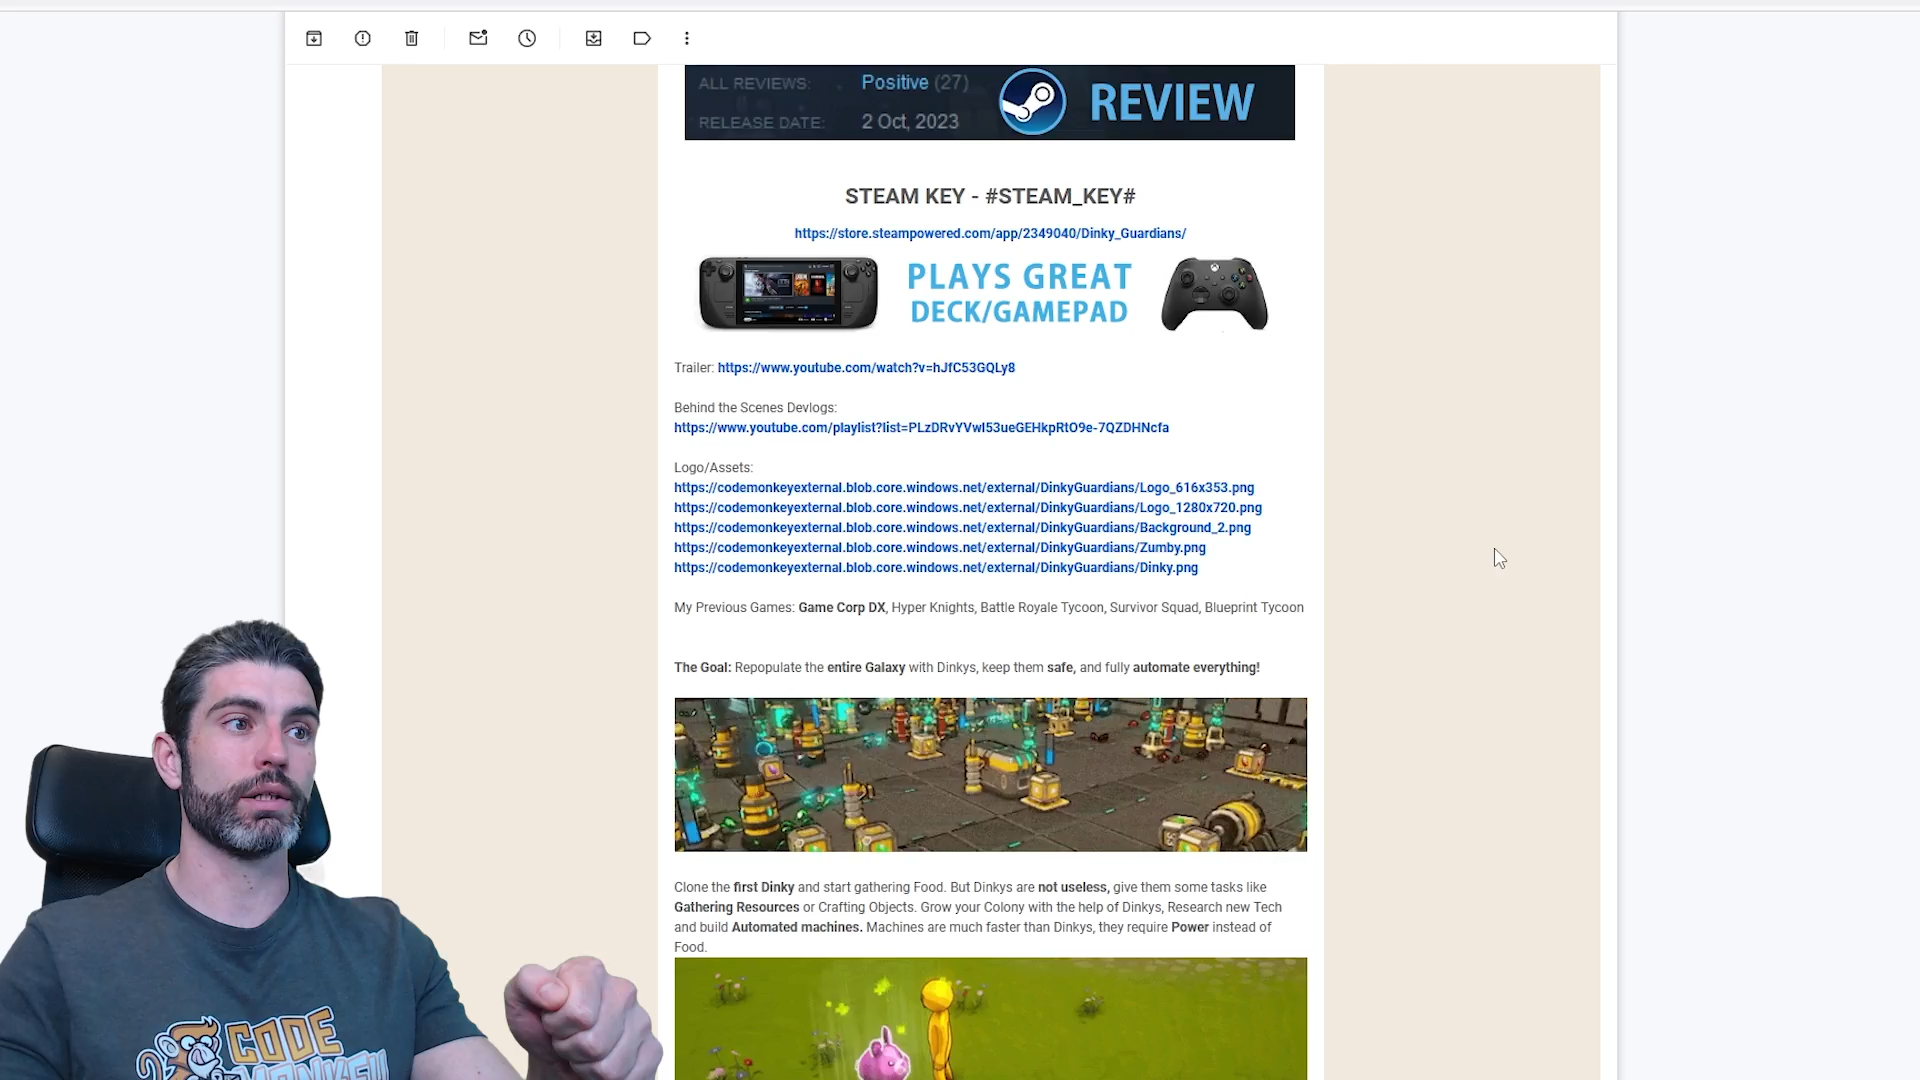 ALL REVIEWS: Positive (27)
RELEASE DATE: 2 Oct, 2023
REVIEW
STEAM KEY - #STEAM_KEY#
https://store.steampowered.com/app/2349040/Dinky_Guardians/
PLAYS GREAT
DECK/GAMEPAD
Trailer: https://www.youtube.com/watch?v=hJfC53GQLy8
Behind the Scenes Devlogs:
https://www.youtube.com/playlist?list=PLzDRvYVwI53ueGEHkpRtO9e-7QZDHNcfa
Logo/Assets:
https://codemonkeyexternal.blob.core.windows.net/external/DinkyGuardians/Logo_616x353.png
https://codemonkeyexternal.blob.core.windows.net/external/DinkyGuardians/Logo_1280x720.png
https://codemonkeyexternal.blob.core.windows.net/external/DinkyGuardians/Background_2.png
https://codemonkeyexternal.blob.core.windows.net/external/DinkyGuardians/Zumby.png
https://codemonkeyexternal.blob.core.windows.net/external/DinkyGuardians/Dinky.png
My Previous Games: Game Corp DX, Hyper Knights, Battle Royale Tycoon, Survivor Squad, Blueprint Tycoon
The Goal: Repopulate the entire Galaxy with Dinkys, keep them safe, and fully automate everything!
Clone the first Dinky and start gathering Food. But Dinkys are not useless, give them some tasks like
Gathering Resources or Crafting Objects. Grow your Colony with the help of Dinkys, Research new Tech
and build Automated machines. Machines are much faster than Dinkys, they require Power instead of
Food.
CODE
MONKEY